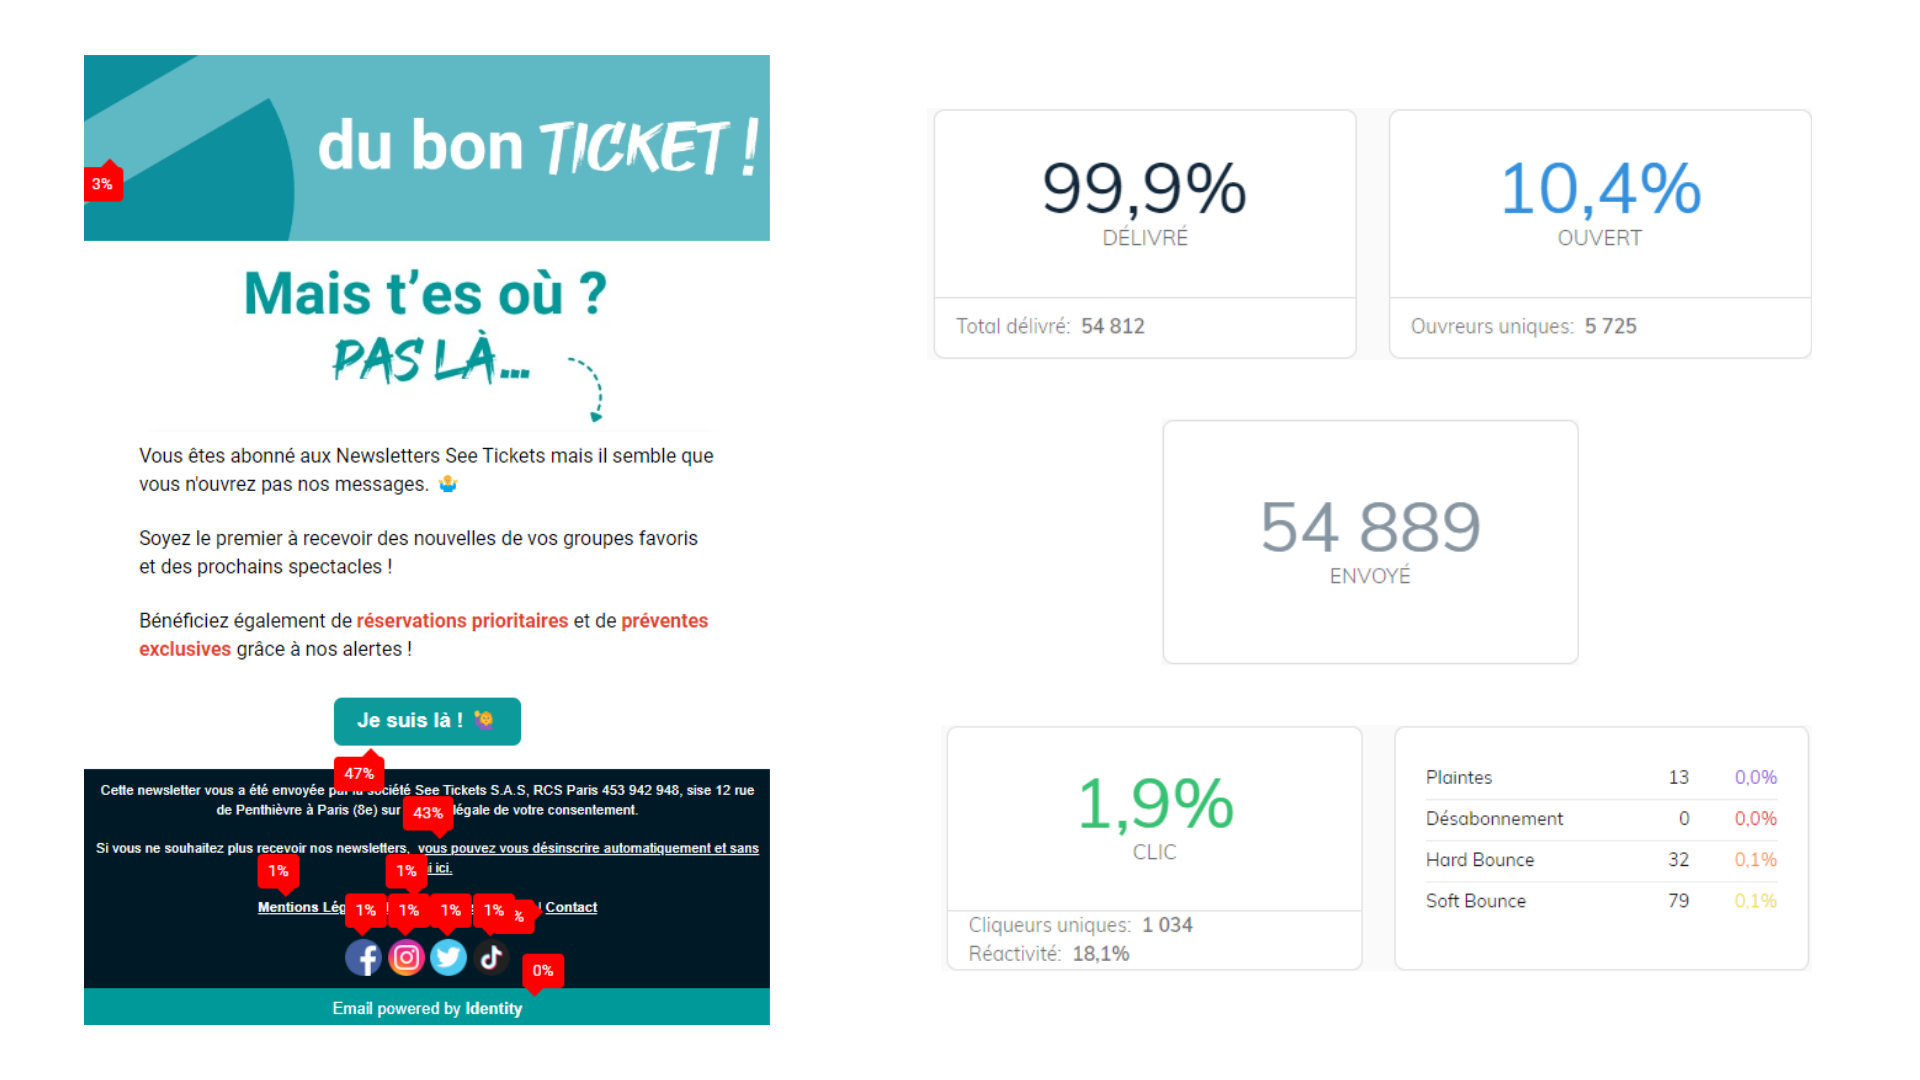 du bon TICKET !
3%
Mais t'es où ?
PAS LÀ...
Vous êtes abonné aux Newsletters See Tickets mais il semble que
vous n'ouvrez pas nos messages. 🤷
Soyez le premier à recevoir des nouvelles de vos groupes favoris
et des prochains spectacles !
Bénéficiez également de réservations prioritaires et de préventes
exclusives grâce à nos alertes !
Je suis là ! 🙋
47%
Cette newsletter vous a été envoyée société See Tickets S.A.S, RCS Paris 453 942 948, sise 12 rue
de Penthièvre à Paris (8e) sur légale de votre consentement.
43%
Si vous ne souhaitez plus recevoir nos newsletters, vous pouvez vous désinscrire automatiquement et sans
ici.
1%
1%
Mentions Contact
1%
1%
1%
1%
0%
Email powered by Identity
99,9%
DÉLIVRÉ
Total délivré: 54 812
10,4%
OUVERT
Ouvreurs uniques: 5 725
54 889
ENVOYÉ
1,9%
CLIC
Cliqueurs uniques: 1 034
Réactivité: 18,1%
Plaintes 13 0,0%
Désabonnement 0 0,0%
Hard Bounce 32 0,1%
Soft Bounce 79 0,1%